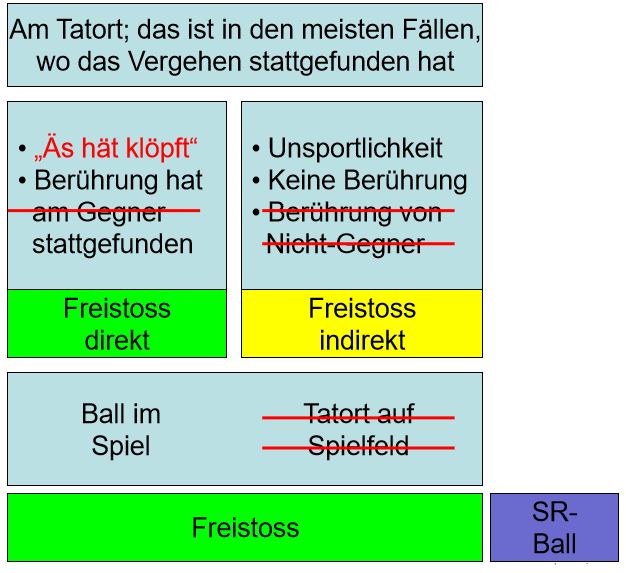 Am Tatort; das ist in den meisten Fällen,
wo das Vergehen stattgefunden hat
• „Äs hät klöpft“
• Berührung hat
am Gegner
stattgefunden
• Unsportlichkeit
• Keine Berührung
• Berührung von
Nicht-Gegner
Freistoss
direkt
Freistoss
indirekt
Ball im
Spiel
Tatort auf
Spielfeld
Freistoss
SR-
Ball